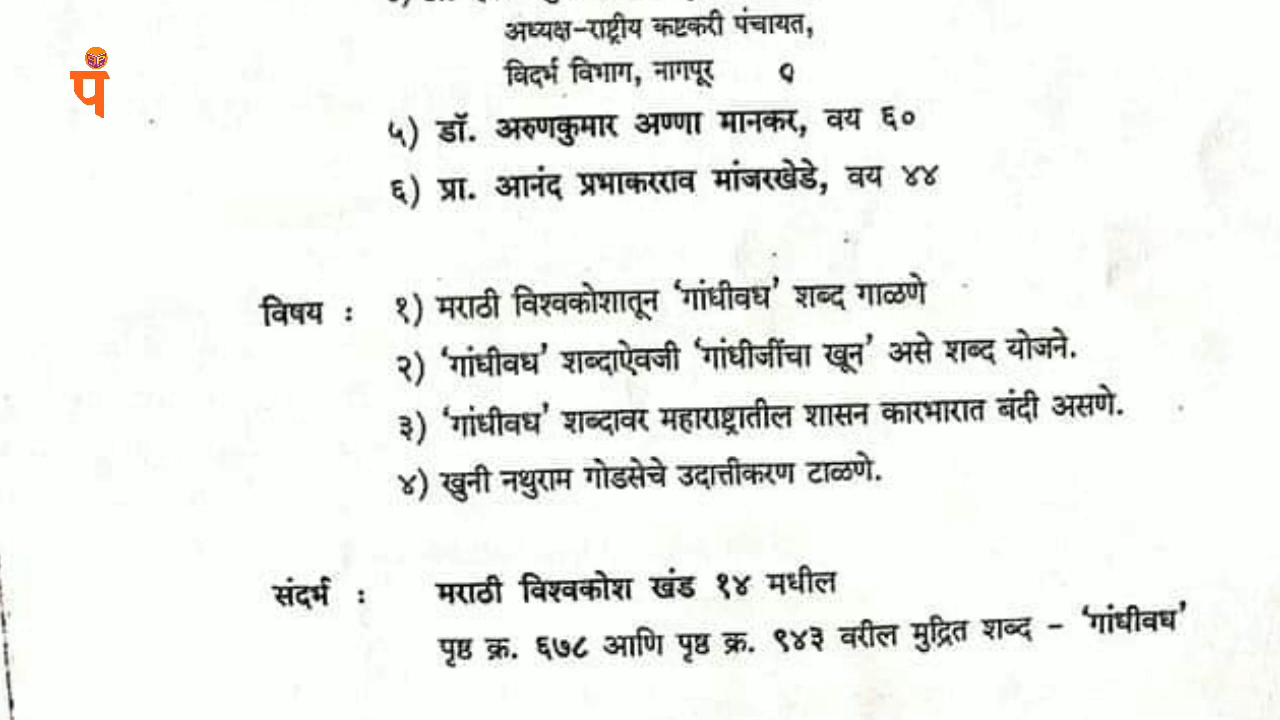 पं
अध्यक्ष-राष्ट्रीय कष्टकरी पंचायत,
विदर्भ विभाग, नागपूर
५) डॉ. अरुणकुमार अण्णा मानकर, वय ६०
६) प्रा. आनंद प्रभाकरराव मांजरखेडे, वय ४४
विषय : १) मराठी विश्वकोशातून ‘गांधीवध’ शब्द गाळणे
२) ‘गांधीवध’ शब्दाऐवजी ‘गांधीजींचा खून’ असे शब्द योजने.
३) ‘गांधीवध’ शब्दावर महाराष्ट्रातील शासन कारभारात बंदी असणे.
४) खुनी नथुराम गोडसेचे उदात्तीकरण टाळणे.
संदर्भ : मराठी विश्वकोश खंड १४ मधील
पृष्ठ क्र. ६७८ आणि पृष्ठ क्र. ९४३ वरील मुद्रित शब्द - ‘गांधीवध’